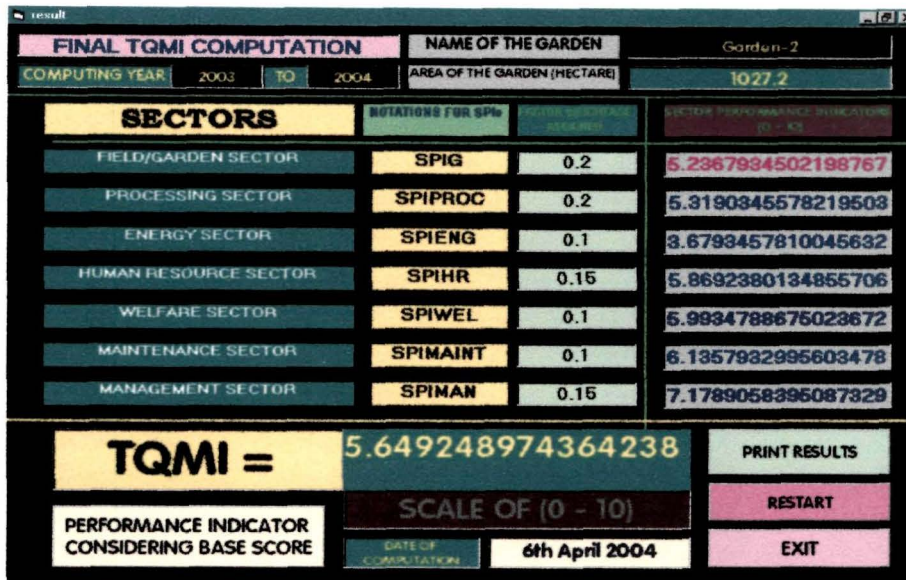 result
FINAL TQMI COMPUTATION
NAME OF THE GARDEN
Garden-2
COMPUTING YEAR 2003 TO 2004
AREA OF THE GARDEN (HECTARE)
1027.2
SECTORS
NOTATIONS FOR SPIs
SECTOR PERFORMANCE INDICATORS
(0 - 10)
FIELD/GARDEN SECTOR SPIG 0.2 5.2367934502198767
PROCESSING SECTOR SPIPROC 0.2 5.3190345578219503
ENERGY SECTOR SPIENG 0.1 3.6793457810045632
HUMAN RESOURCE SECTOR SPIHR 0.15 5.8692380134855706
WELFARE SECTOR SPIWEL 0.1 5.9934788675023672
MAINTENANCE SECTOR SPIMAINT 0.1 6.1357932995603478
MANAGEMENT SECTOR SPIMAN 0.15 7.1789058395087329
TQMI = 5.649248974364238
SCALE OF (0 - 10)
PERFORMANCE INDICATOR
CONSIDERING BASE SCORE
DATE OF
COMPUTATION
6th April 2004
PRINT RESULTS
RESTART
EXIT